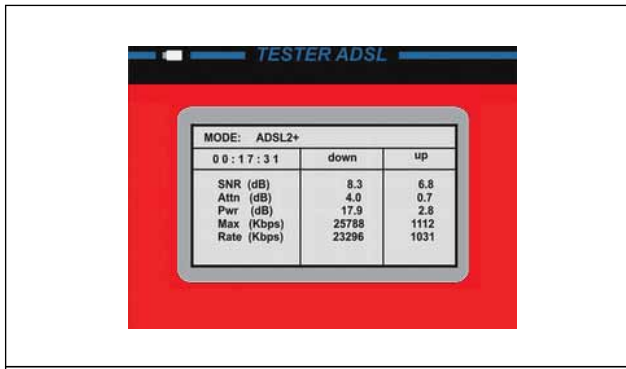 TESTER ADSL
MODE: ADSL2+
00:17:31 down up
SNR (dB) 8.3 6.8
Attn (dB) 4.0 0.7
Pwr (dB) 17.9 2.8
Max (Kbps) 25788 1112
Rate (Kbps) 23296 1031